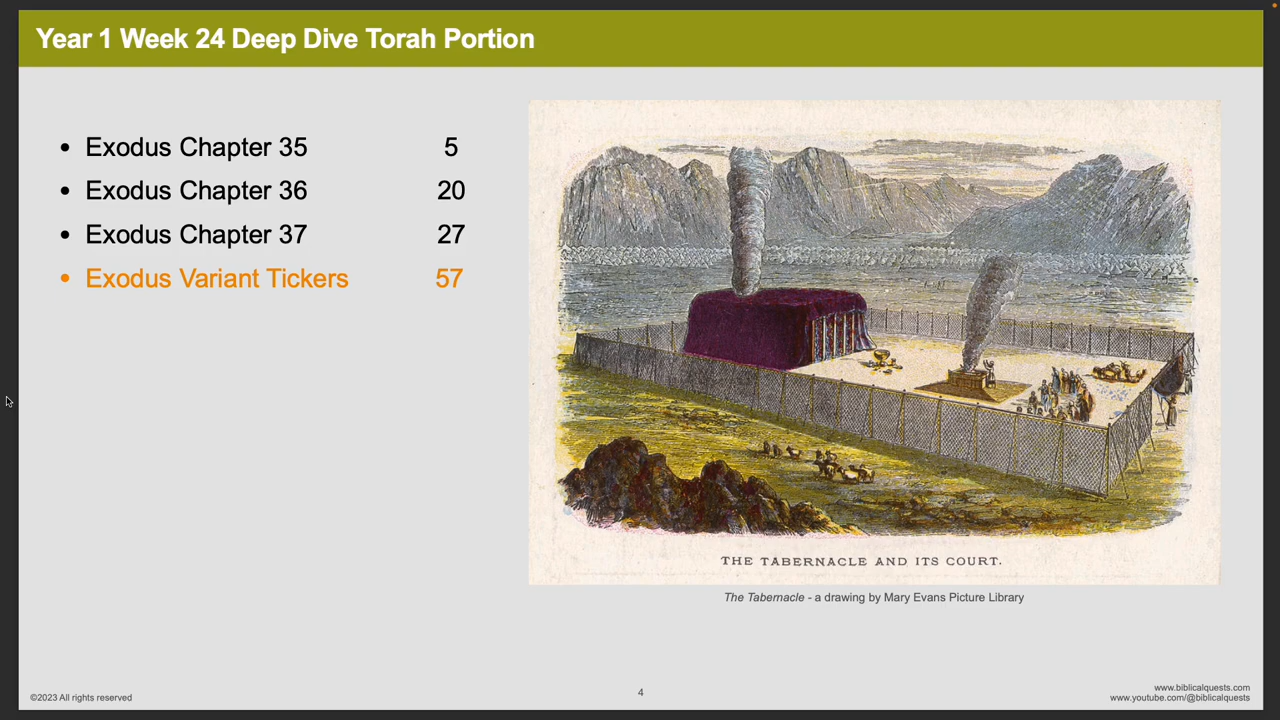 Year 1 Week 24 Deep Dive Torah Portion
• Exodus Chapter 35 5
• Exodus Chapter 36 20
• Exodus Chapter 37 27
• Exodus Variant Tickers 57
THE TABERNACLE AND ITS COURT.
The Tabernacle - a drawing by Mary Evans Picture Library
©2023 All rights reserved
4
www.biblicalquests.com
www.youtube.com/@biblicalquests